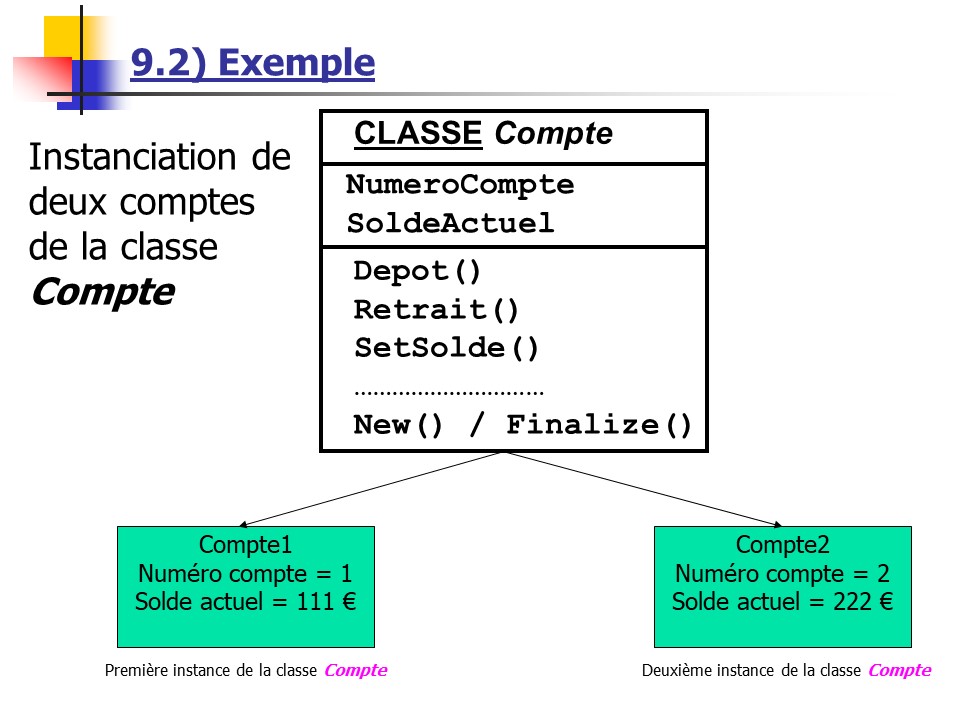 9.2) Exemple
Instanciation de
deux comptes
de la classe
Compte
CLASSE Compte
NumeroCompte
SoldeActuel
Depot()
Retrait()
SetSolde()
…………………………
New() / Finalize()
Compte1
Numéro compte = 1
Solde actuel = 111 €
Compte2
Numéro compte = 2
Solde actuel = 222 €
Première instance de la classe Compte
Deuxième instance de la classe Compte